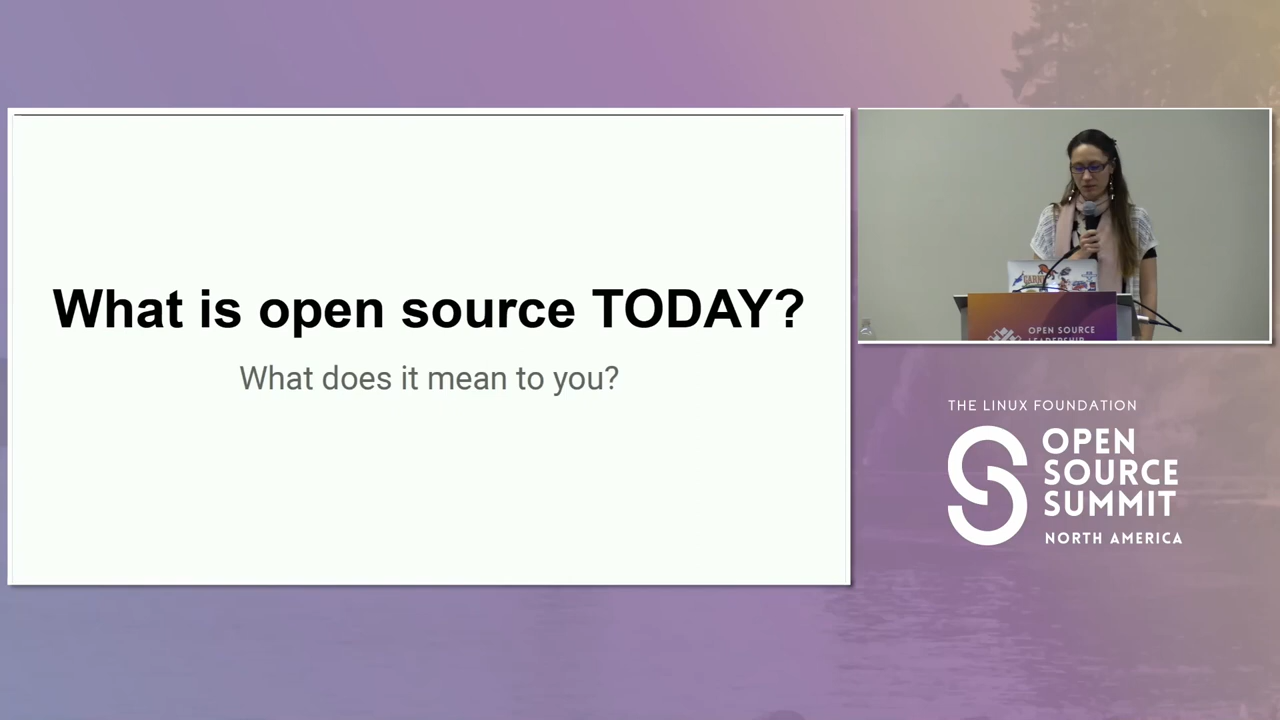 What is open source TODAY?
What does it mean to you?
OPEN SOURCE
LEADERSHIP
THE LINUX FOUNDATION
OPEN
SOURCE
SUMMIT
NORTH AMERICA